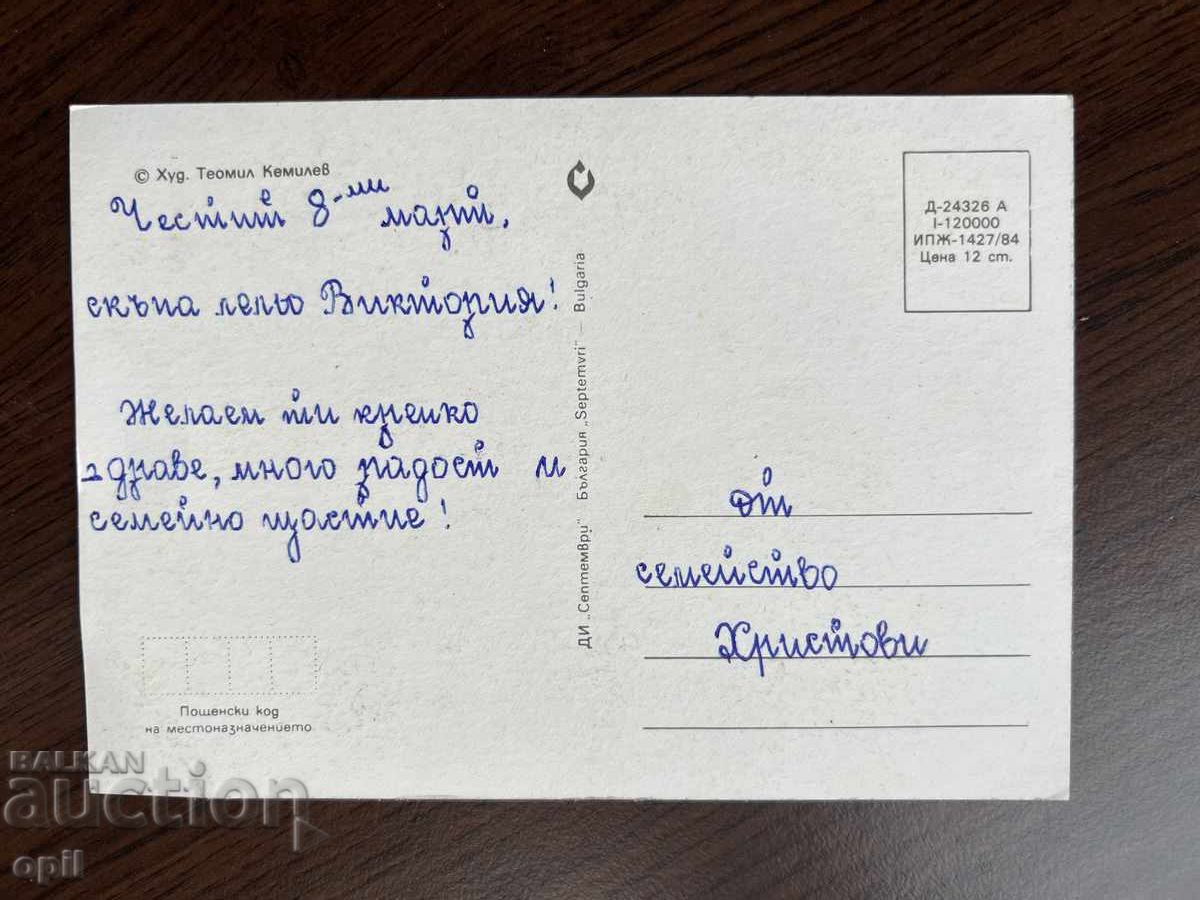 © Худ. Теомил Кемилев
Честит 8-ми март,
скъпа лельо Виктория!
Желаем ти крепко
здраве, много радост и
семейно щастие!
Пощенски код
на местоназначението
ДИ „Септември" България „Septemvri" — Bulgaria
Д-24326 А
I-120000
ИПЖ-1427/84
Цена 12 ст.
от
семейство
Христови
BALKAN
auction
opil